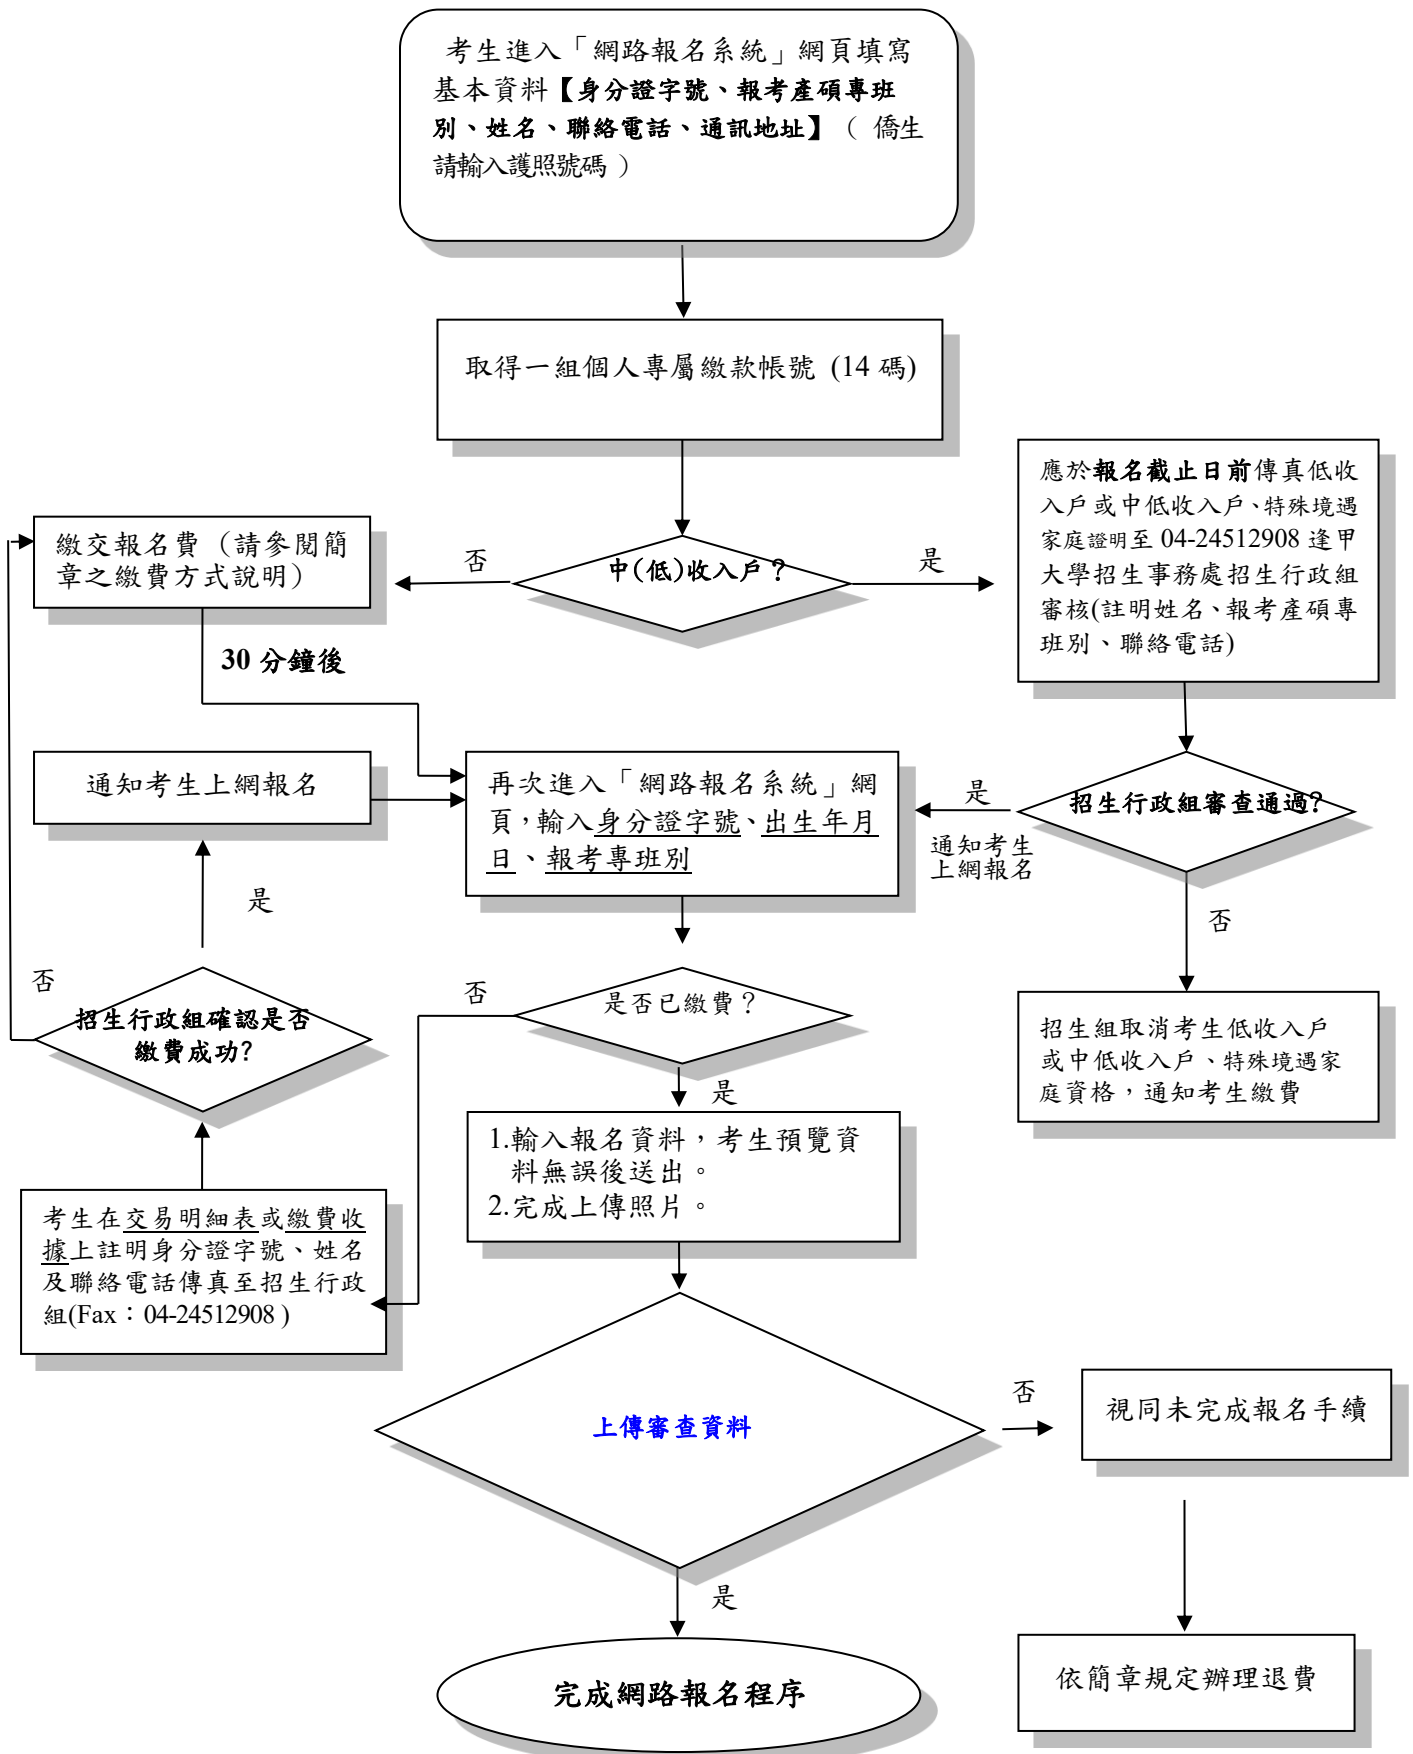 考生進入「網路報名系統」網頁填寫
基本資料【身分證字號、報考產碩專班
別、姓名、聯絡電話、通訊地址】（ 僑生
請輸入護照號碼 ）
取得一組個人專屬繳款帳號 (14 碼)
中(低)收入戶？
否
是
繳交報名費（請參閱簡
章之繳費方式說明）
30 分鐘後
應於報名截止日前傳真低收
入戶或中低收入戶、特殊境遇
家庭證明至 04-24512908 逢甲
大學招生事務處招生行政組
審核(註明姓名、報考產碩專
班別、聯絡電話)
通知考生上網報名
再次進入「網路報名系統」網
頁，輸入身分證字號、出生年月
日、報考專班別
是
通知考生
上網報名
招生行政組審查通過?
否
是
否
招生行政組確認是否
繳費成功?
否
是否已繳費？
是
招生組取消考生低收入戶
或中低收入戶、特殊境遇家
庭資格，通知考生繳費
1.輸入報名資料，考生預覽資
料無誤後送出。
2.完成上傳照片。
考生在交易明細表或繳費收
據上註明身分證字號、姓名
及聯絡電話傳真至招生行政
組(Fax：04-24512908 )
上傳審查資料
否
視同未完成報名手續
是
完成網路報名程序
依簡章規定辦理退費